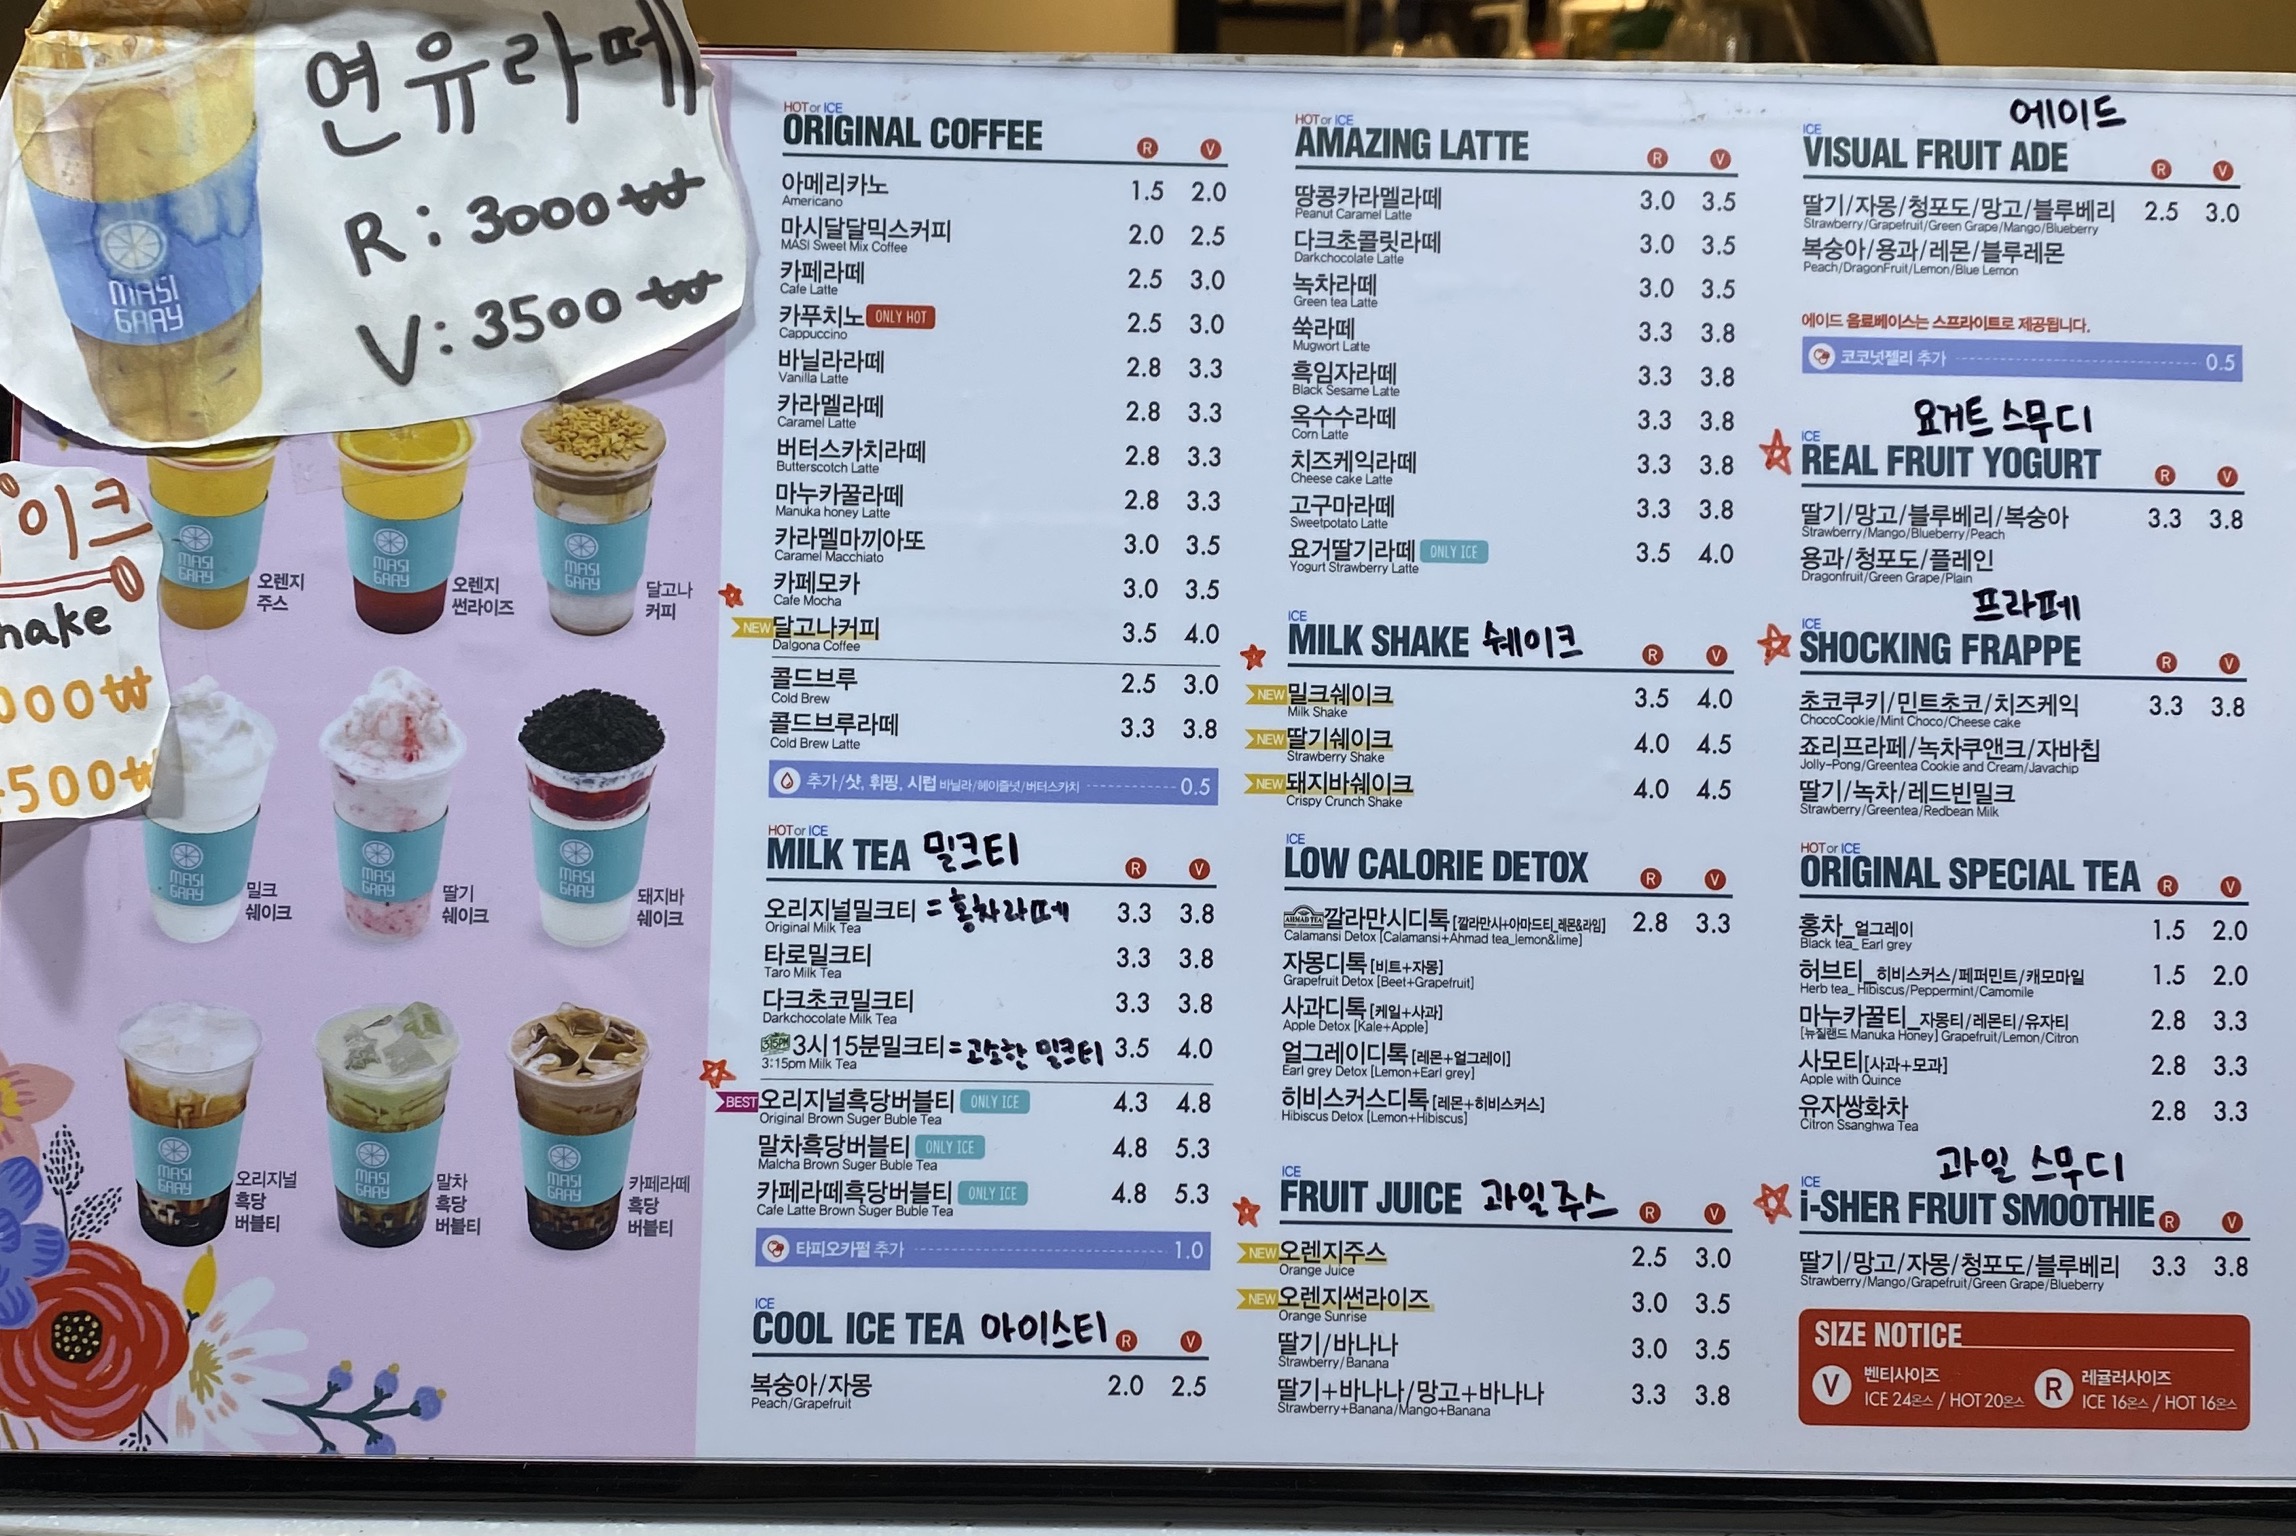 연유라떼
R : 3000₩
V : 3500₩
MASI
GRAY
이크
hake
000₩
500₩
오렌지
주스
오렌지
썬라이즈
달고나
커피
밀크
쉐이크
딸기
쉐이크
돼지바
쉐이크
오리지널
흑당
버블티
말차
흑당
버블티
카페라떼
흑당
버블티
HOT or ICE
ORIGINAL COFFEE R V
아메리카노 1.5 2.0
Americano
마시달달믹스커피 2.0 2.5
MASI Sweet Mix Coffee
카페라떼 2.5 3.0
Cafe Latte
카푸치노 ONLY HOT 2.5 3.0
Cappuccino
바닐라라떼 2.8 3.3
Vanilla Latte
카라멜라떼 2.8 3.3
Caramel Latte
버터스카치라떼 2.8 3.3
Butterscotch Latte
마누카꿀라떼 2.8 3.3
Manuka honey Latte
카라멜마끼아또 3.0 3.5
Caramel Macchiato
카페모카 3.0 3.5
Cafe Mocha
NEW 달고나커피 3.5 4.0
Dalgona Coffee
콜드브루 2.5 3.0
Cold Brew
콜드브루라떼 3.3 3.8
Cold Brew Latte
추가/샷, 휘핑, 시럽 바닐라/헤이즐넛/버터스카치 0.5
HOT or ICE
MILK TEA 밀크티 R V
오리지널밀크티 = 홍차라떼 3.3 3.8
Original Milk Tea
타로밀크티 3.3 3.8
Taro Milk Tea
다크초코밀크티 3.3 3.8
Darkchocolate Milk Tea
3:15PM 3시15분밀크티 = 고소한 밀크티 3.5 4.0
3:15pm Milk Tea
BEST 오리지널흑당버블티 ONLY ICE 4.3 4.8
Original Brown Suger Buble Tea
말차흑당버블티 ONLY ICE 4.8 5.3
Malcha Brown Suger Buble Tea
카페라떼흑당버블티 ONLY ICE 4.8 5.3
Cafe Latte Brown Suger Buble Tea
타피오카펄 추가 1.0
ICE
COOL ICE TEA 아이스티 R V
복숭아/자몽 2.0 2.5
Peach/Grapefruit
HOT or ICE
AMAZING LATTE R V
땅콩카라멜라떼 3.0 3.5
Peanut Caramel Latte
다크초콜릿라떼 3.0 3.5
Darkchocolate Latte
녹차라떼 3.0 3.5
Green tea Latte
쑥라떼 3.3 3.8
Mugwort Latte
흑임자라떼 3.3 3.8
Black Sesame Latte
옥수수라떼 3.3 3.8
Corn Latte
치즈케익라떼 3.3 3.8
Cheese cake Latte
고구마라떼 3.3 3.8
Sweetpotato Latte
요거딸기라떼 ONLY ICE 3.5 4.0
Yogurt Strawberry Latte
ICE
MILK SHAKE 쉐이크 R V
NEW 밀크쉐이크 3.5 4.0
Milk Shake
NEW 딸기쉐이크 4.0 4.5
Strawberry Shake
NEW 돼지바쉐이크 4.0 4.5
Crispy Crunch Shake
ICE
LOW CALORIE DETOX R V
AHMAD TEA 깔라만시디톡 [깔라만시+아마드티_레몬&라임] 2.8 3.3
Calamansi Detox [Calamansi+Ahmad tea_lemon&lime]
자몽디톡 [비트+자몽]
Grapefruit Detox [Beet+Grapefruit]
사과디톡 [케일+사과]
Apple Detox [Kale+Apple]
얼그레이디톡 [레몬+얼그레이]
Earl grey Detox [Lemon+Earl grey]
히비스커스디톡 [레몬+히비스커스]
Hibiscus Detox [Lemon+Hibiscus]
ICE
FRUIT JUICE 과일주스 R V
NEW 오렌지주스 2.5 3.0
Orange Juice
NEW 오렌지썬라이즈 3.0 3.5
Orange Sunrise
딸기/바나나 3.0 3.5
Strawberry/Banana
딸기+바나나/망고+바나나 3.3 3.8
Strawberry+Banana/Mango+Banana
에이드
ICE
VISUAL FRUIT ADE R V
딸기/자몽/청포도/망고/블루베리 2.5 3.0
Strawberry/Grapefruit/Green Grape/Mango/Blueberry
복숭아/용과/레몬/블루레몬
Peach/DragonFruit/Lemon/Blue Lemon
에이드 음료베이스는 스프라이트로 제공됩니다.
코코넛젤리 추가 0.5
요거트 스무디
ICE
REAL FRUIT YOGURT R V
딸기/망고/블루베리/복숭아 3.3 3.8
Strawberry/Mango/Blueberry/Peach
용과/청포도/플레인
Dragonfruit/Green Grape/Plain
프라페
ICE
SHOCKING FRAPPE R V
초코쿠키/민트초코/치즈케익 3.3 3.8
ChocoCookie/Mint Choco/Cheese cake
죠리프라페/녹차쿠앤크/자바칩
Jolly-Pong/Greentea Cookie and Cream/Javachip
딸기/녹차/레드빈밀크
Strawberry/Greentea/Redbean Milk
HOT or ICE
ORIGINAL SPECIAL TEA R V
홍차_얼그레이 1.5 2.0
Black tea_Earl grey
허브티_히비스커스/페퍼민트/캐모마일 1.5 2.0
Herb tea_Hibiscus/Peppermint/Camomile
마누카꿀티_자몽티/레몬티/유자티 2.8 3.3
[뉴질랜드 Manuka Honey] Grapefruit/Lemon/Citron
사모티[사과+모과] 2.8 3.3
Apple with Quince
유자쌍화차 2.8 3.3
Citron Ssanghwa Tea
과일 스무디
ICE
i-SHER FRUIT SMOOTHIE R V
딸기/망고/자몽/청포도/블루베리 3.3 3.8
Strawberry/Mango/Grapefruit/Green Grape/Blueberry
SIZE NOTICE
V 벤티사이즈
ICE 24온스 / HOT 20온스
R 레귤러사이즈
ICE 16온스 / HOT 16온스